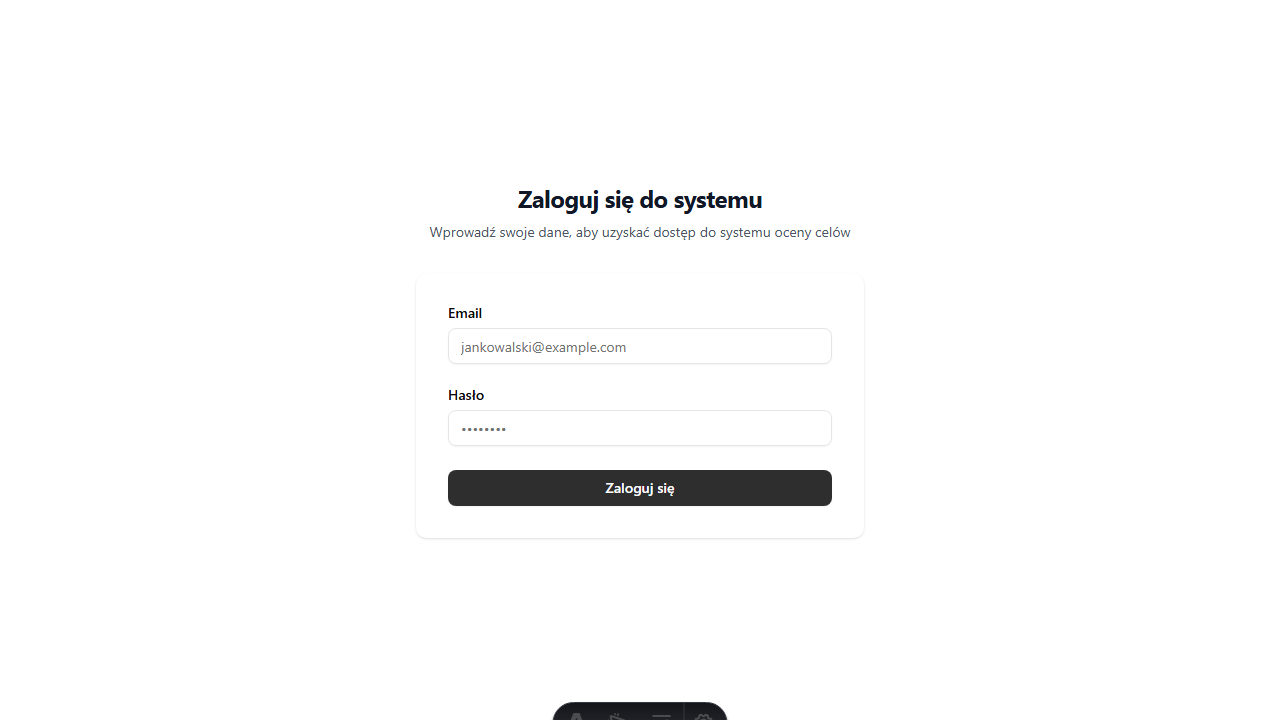 Zaloguj się do systemu
Wprowadź swoje dane, aby uzyskać dostęp do systemu oceny celów
Email
jankowalski@example.com
Hasło
••••••••
Zaloguj się